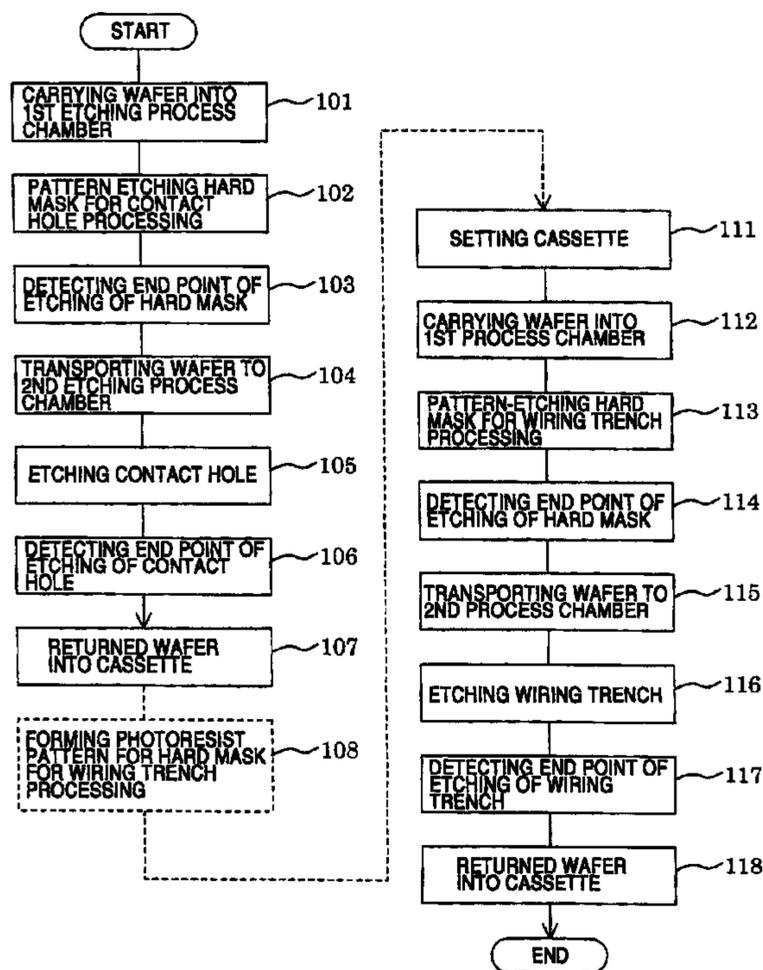 START
CARRYING WAFER INTO
1ST ETCHING PROCESS
CHAMBER
101
PATTERN ETCHING HARD
MASK FOR CONTACT
HOLE PROCESSING
102
DETECTING END POINT OF
ETCHING OF HARD MASK
103
TRANSPORTING WAFER TO
2ND ETCHING PROCESS
CHAMBER
104
ETCHING CONTACT HOLE
105
DETECTING END POINT OF
ETCHING OF CONTACT
HOLE
106
RETURNED WAFER
INTO CASSETTE
107
FORMING PHOTORESIST
PATTERN FOR HARD MASK
FOR WIRING TRENCH
PROCESSING
108
SETTING CASSETTE
111
CARRYING WAFER INTO
1ST PROCESS CHAMBER
112
PATTERN-ETCHING HARD
MASK FOR WIRING TRENCH
PROCESSING
113
DETECTING END POINT OF
ETCHING OF HARD MASK
114
TRANSPORTING WAFER TO
2ND PROCESS CHAMBER
115
ETCHING WIRING TRENCH
116
DETECTING END POINT OF
ETCHING OF WIRING
TRENCH
117
RETURNED WAFER
INTO CASSETTE
118
END